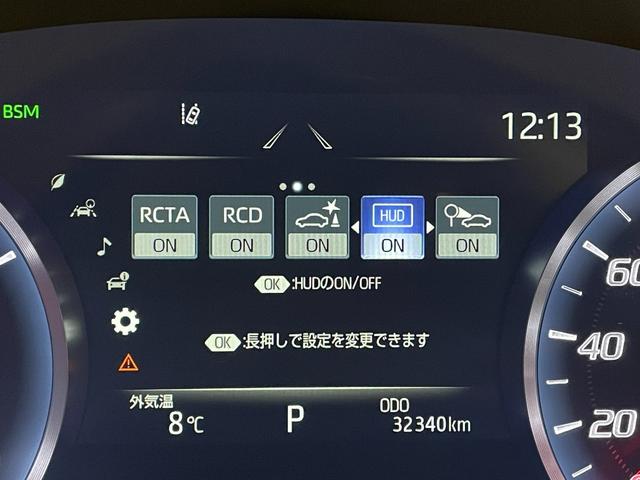 BSM
12:13
RCTA RCD HUD
ON ON ON ON ON
OK :HUDのON/OFF
OK :長押しで設定を変更できます
外気温 ODO
8℃ P 32340km
60
40
20